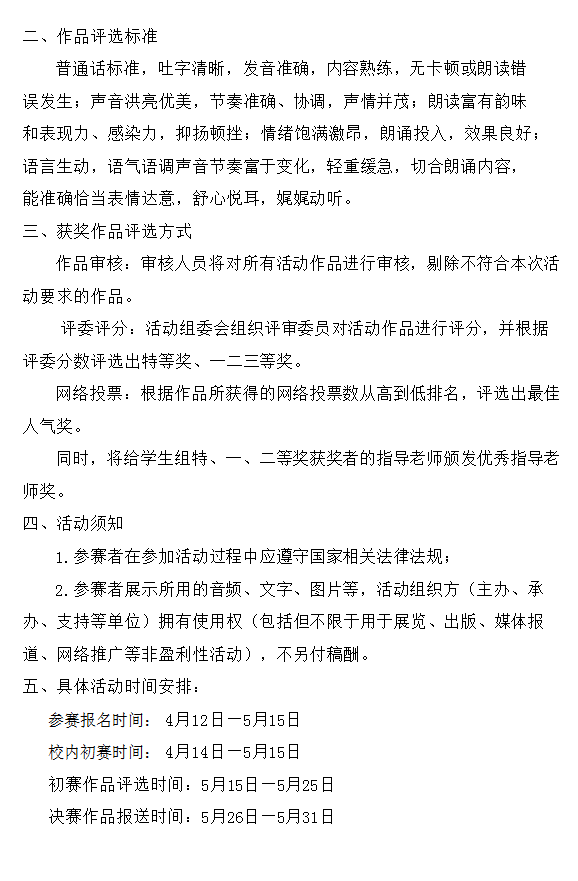 二、作品评选标准
普通话标准，吐字清晰，发音准确，内容熟练，无卡顿或朗读错
误发生；声音洪亮优美，节奏准确、协调，声情并茂；朗读富有韵味
和表现力、感染力，抑扬顿挫；情绪饱满激昂，朗诵投入，效果良好；
语言生动，语气语调声音节奏富于变化，轻重缓急，切合朗诵内容，
能准确恰当表情达意，舒心悦耳，娓娓动听。
三、获奖作品评选方式
作品审核：审核人员将对所有活动作品进行审核，剔除不符合本次活
动要求的作品。
评委评分：活动组委会组织评审委员对活动作品进行评分，并根据
评委分数评选出特等奖、一二三等奖。
网络投票：根据作品所获得的网络投票数从高到低排名，评选出最佳
人气奖。
同时，将给学生组特、一、二等奖获奖者的指导老师颁发优秀指导老
师奖。
四、活动须知
1.参赛者在参加活动过程中应遵守国家相关法律法规；
2.参赛者展示所用的音频、文字、图片等，活动组织方（主办、承
办、支持等单位）拥有使用权（包括但不限于用于展览、出版、媒体报
道、网络推广等非盈利性活动），不另付稿酬。
五、具体活动时间安排：
参赛报名时间： 4月12日—5月15日
校内初赛时间： 4月14日—5月15日
初赛作品评选时间：5月15日—5月25日
决赛作品报送时间：5月26日—5月31日